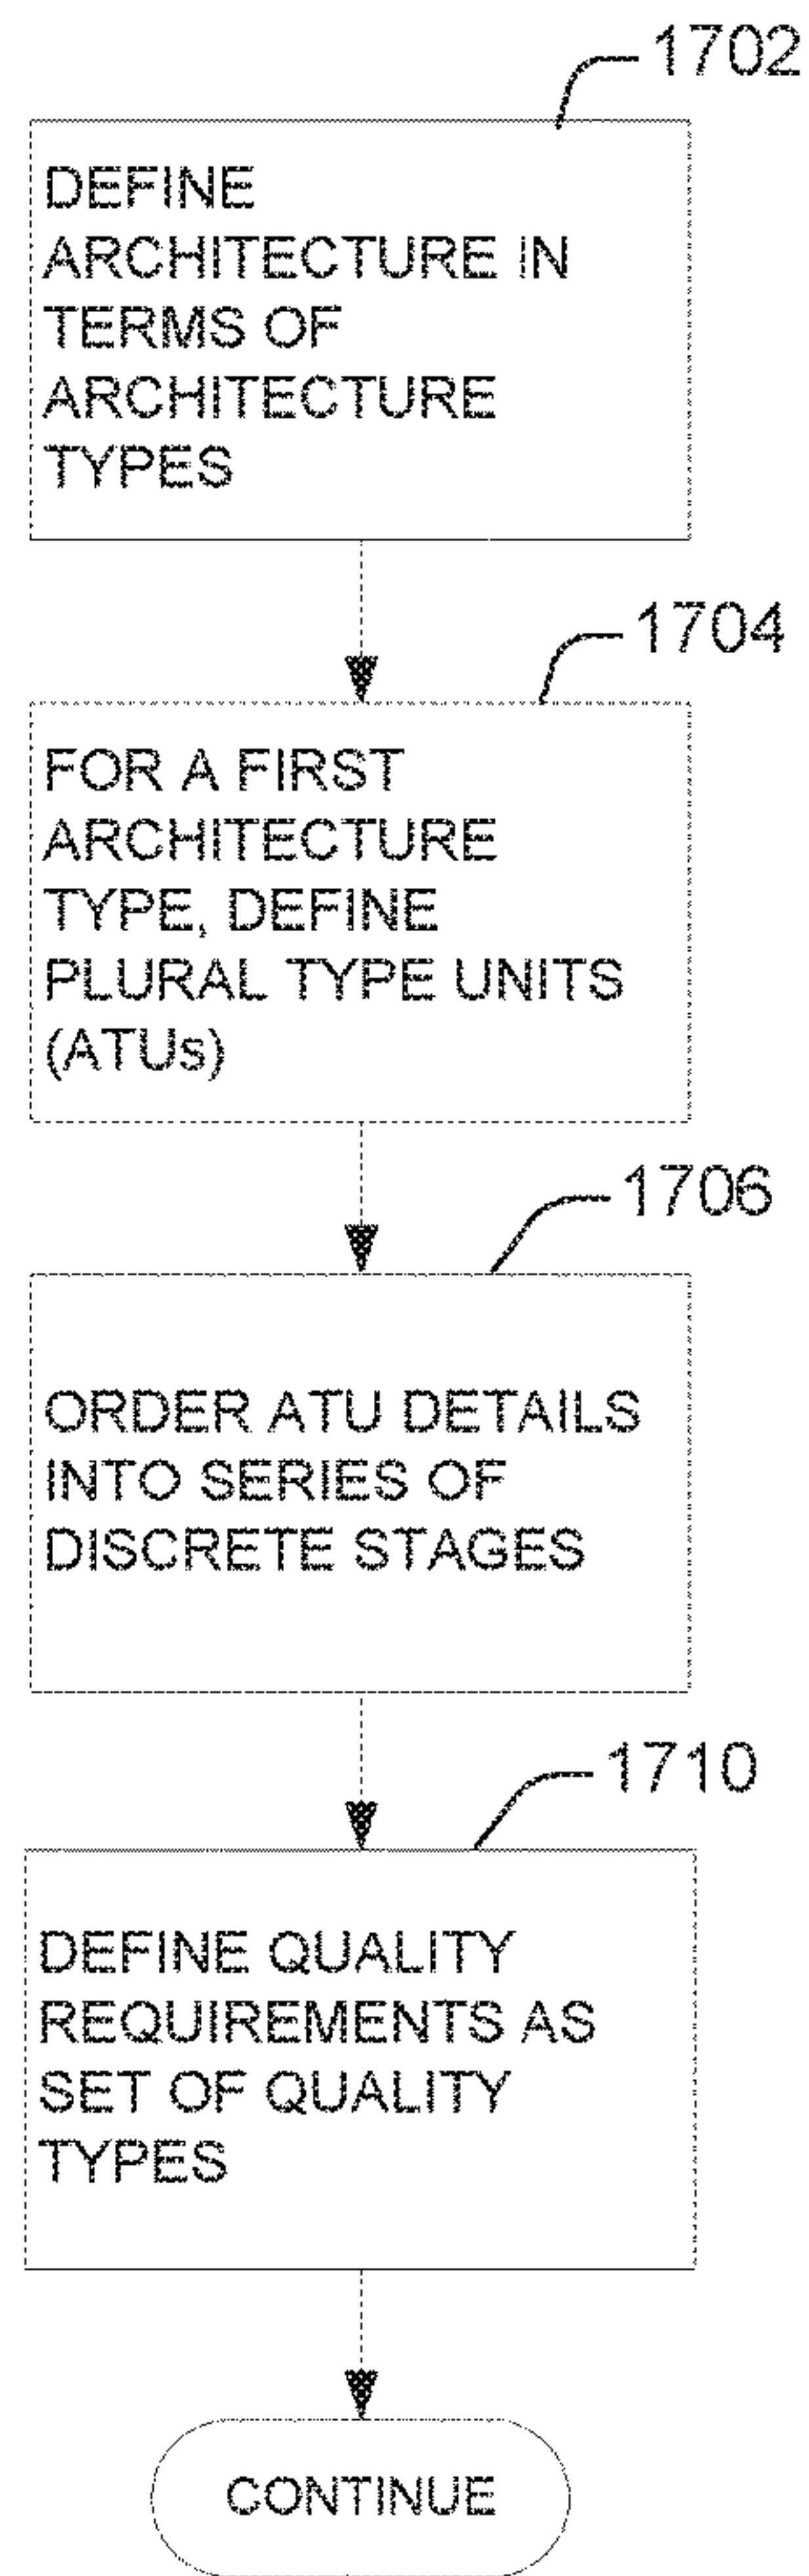 1702
DEFINE
ARCHITECTURE IN
TERMS OF
ARCHITECTURE
TYPES
1704
FOR A FIRST
ARCHITECTURE
TYPE, DEFINE
PLURAL TYPE UNITS
(ATUs)
1706
ORDER ATU DETAILS
INTO SERIES OF
DISCRETE STAGES
1710
DEFINE QUALITY
REQUIREMENTS AS
SET OF QUALITY
TYPES
CONTINUE